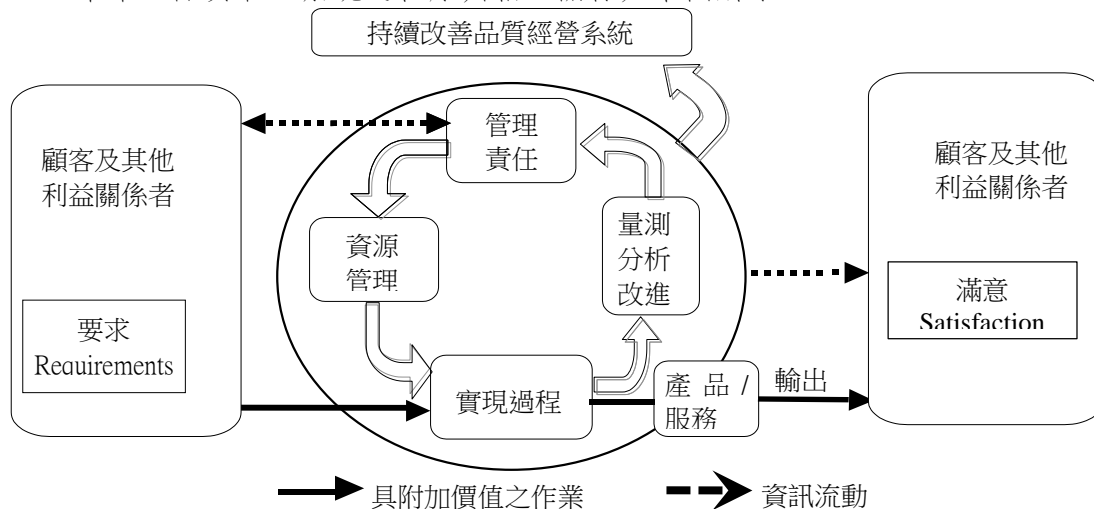 持續改善品質經營系統
顧客及其他
利益關係者
要求
Requirements
管理
責任
資源
管理
量測
分析
改進
實現過程
產品/
服務
輸出
顧客及其他
利益關係者
滿意
Satisfaction
具附加價值之作業
資訊流動